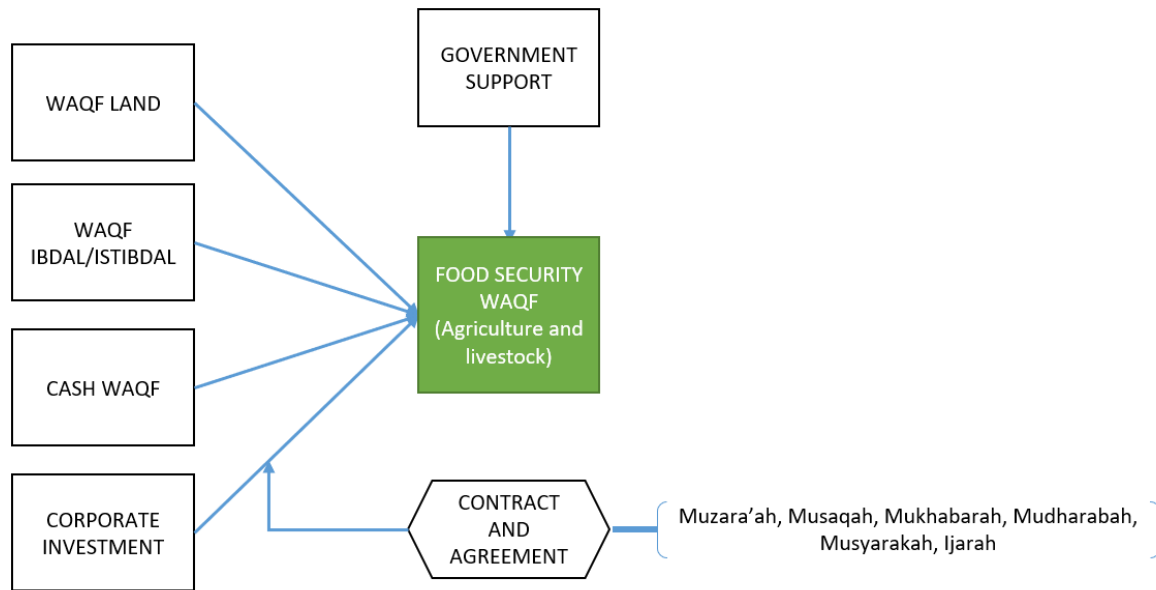 WAQF LAND
GOVERNMENT
SUPPORT
WAQF
IBDAL/ISTIBDAL
FOOD SECURITY
WAQF
(Agriculture and
livestock)
CASH WAQF
CORPORATE
INVESTMENT
CONTRACT
AND
AGREEMENT
Muzara’ah, Musaqah, Mukhabarah, Mudharabah,
Musyarakah, Ijarah